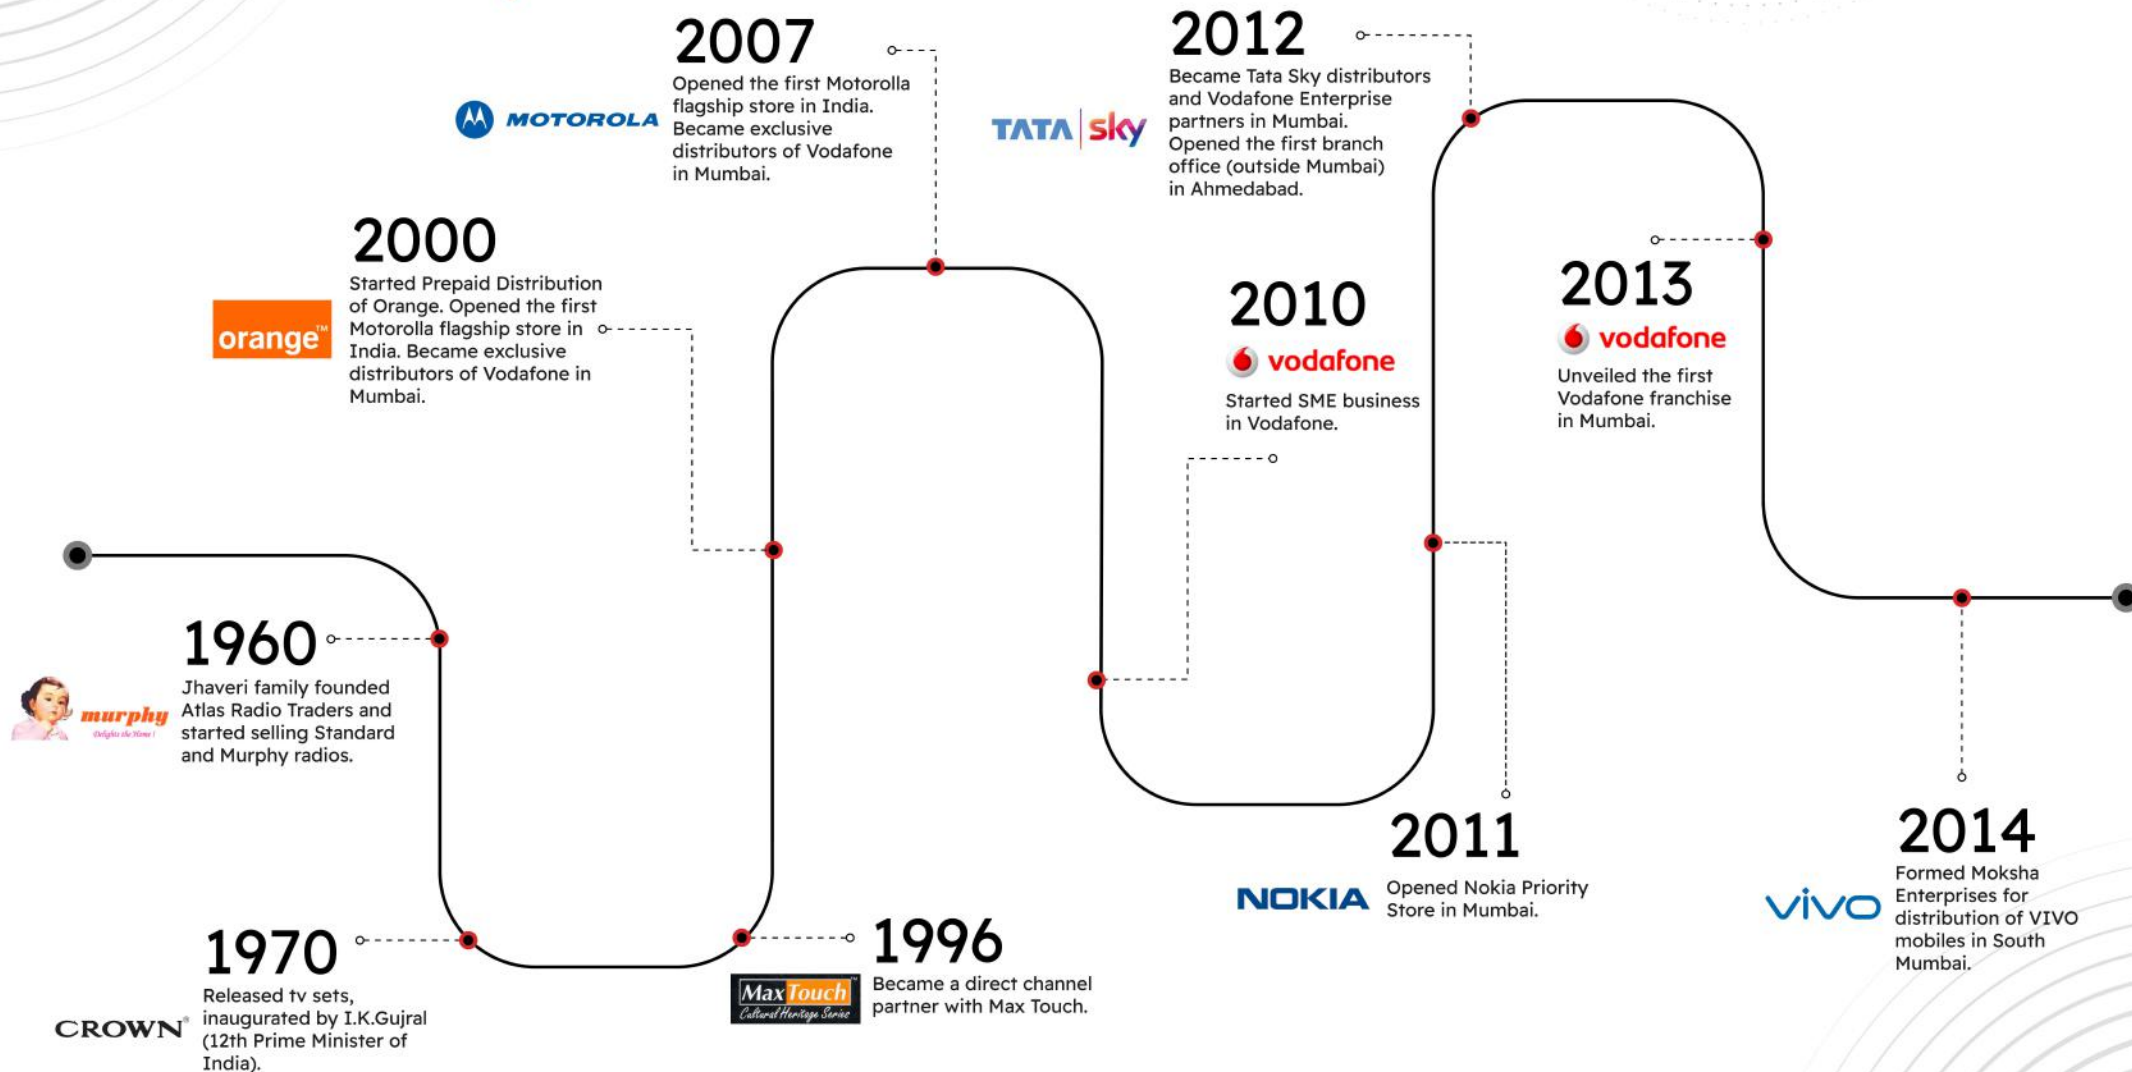 2007
Opened the first Motorolla
flagship store in India.
Became exclusive
distributors of Vodafone
in Mumbai.
MOTOROLA
2012
Became Tata Sky distributors
and Vodafone Enterprise
partners in Mumbai.
Opened the first branch
office (outside Mumbai)
in Ahmedabad.
TATA sky
2000
Started Prepaid Distribution
of Orange. Opened the first
Motorolla flagship store in
India. Became exclusive
distributors of Vodafone in
Mumbai.
orange™
2010
vodafone
Started SME business
in Vodafone.
2013
vodafone
Unveiled the first
Vodafone franchise
in Mumbai.
1960
Jhaveri family founded
Atlas Radio Traders and
started selling Standard
and Murphy radios.
murphy
Delights the Home !
2011
Opened Nokia Priority
Store in Mumbai.
NOKIA
2014
Formed Moksha
Enterprises for
distribution of VIVO
mobiles in South
Mumbai.
vivo
1970
Released tv sets,
inaugurated by I.K.Gujral
(12th Prime Minister of
India).
CROWN®
1996
Became a direct channel
partner with Max Touch.
Max Touch
Cultural Heritage Series